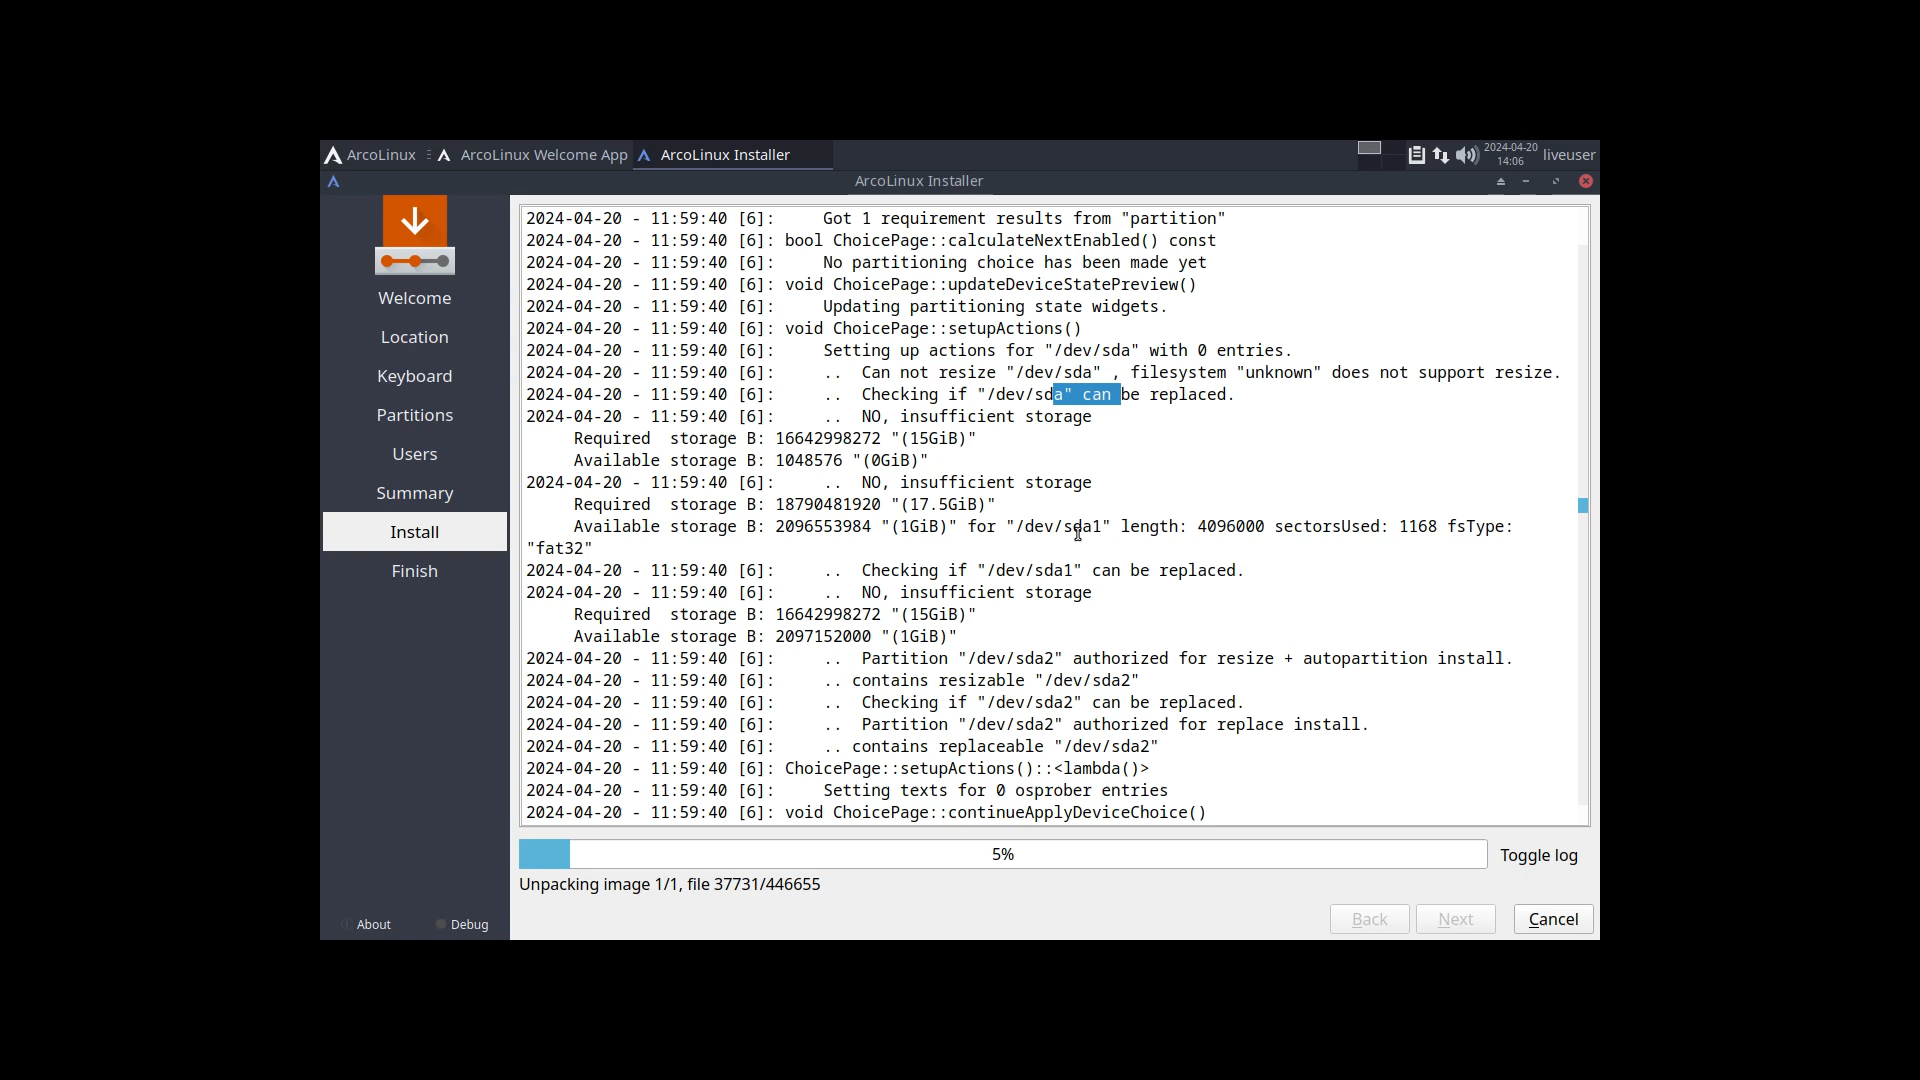 ArcoLinux
ArcoLinux Welcome App
ArcoLinux Installer
2024-04-20
14:06
liveuser
ArcoLinux Installer
Welcome
Location
Keyboard
Partitions
Users
Summary
Install
Finish
About
Debug
2024-04-20 - 11:59:40 [6]:     Got 1 requirement results from "partition"
2024-04-20 - 11:59:40 [6]: bool ChoicePage::calculateNextEnabled() const
2024-04-20 - 11:59:40 [6]:     No partitioning choice has been made yet
2024-04-20 - 11:59:40 [6]: void ChoicePage::updateDeviceStatePreview()
2024-04-20 - 11:59:40 [6]:     Updating partitioning state widgets.
2024-04-20 - 11:59:40 [6]: void ChoicePage::setupActions()
2024-04-20 - 11:59:40 [6]:     Setting up actions for "/dev/sda" with 0 entries.
2024-04-20 - 11:59:40 [6]:     ..  Can not resize "/dev/sda" , filesystem "unknown" does not support resize.
2024-04-20 - 11:59:40 [6]:     ..  Checking if "/dev/sda" can be replaced.
2024-04-20 - 11:59:40 [6]:     ..  NO, insufficient storage
     Required  storage B: 16642998272 "(15GiB)"
     Available storage B: 1048576 "(0GiB)"
2024-04-20 - 11:59:40 [6]:     ..  NO, insufficient storage
     Required  storage B: 18790481920 "(17.5GiB)"
     Available storage B: 2096553984 "(1GiB)" for "/dev/sda1" length: 4096000 sectorsUsed: 1168 fsType:
"fat32"
2024-04-20 - 11:59:40 [6]:     ..  Checking if "/dev/sda1" can be replaced.
2024-04-20 - 11:59:40 [6]:     ..  NO, insufficient storage
     Required  storage B: 16642998272 "(15GiB)"
     Available storage B: 2097152000 "(1GiB)"
2024-04-20 - 11:59:40 [6]:     ..  Partition "/dev/sda2" authorized for resize + autopartition install.
2024-04-20 - 11:59:40 [6]:     .. contains resizable "/dev/sda2"
2024-04-20 - 11:59:40 [6]:     ..  Checking if "/dev/sda2" can be replaced.
2024-04-20 - 11:59:40 [6]:     ..  Partition "/dev/sda2" authorized for replace install.
2024-04-20 - 11:59:40 [6]:     .. contains replaceable "/dev/sda2"
2024-04-20 - 11:59:40 [6]: ChoicePage::setupActions()::<lambda()>
2024-04-20 - 11:59:40 [6]:     Setting texts for 0 osprober entries
2024-04-20 - 11:59:40 [6]: void ChoicePage::continueApplyDeviceChoice()
5%
Toggle log
Unpacking image 1/1, file 37731/446655
Back
Next
Cancel